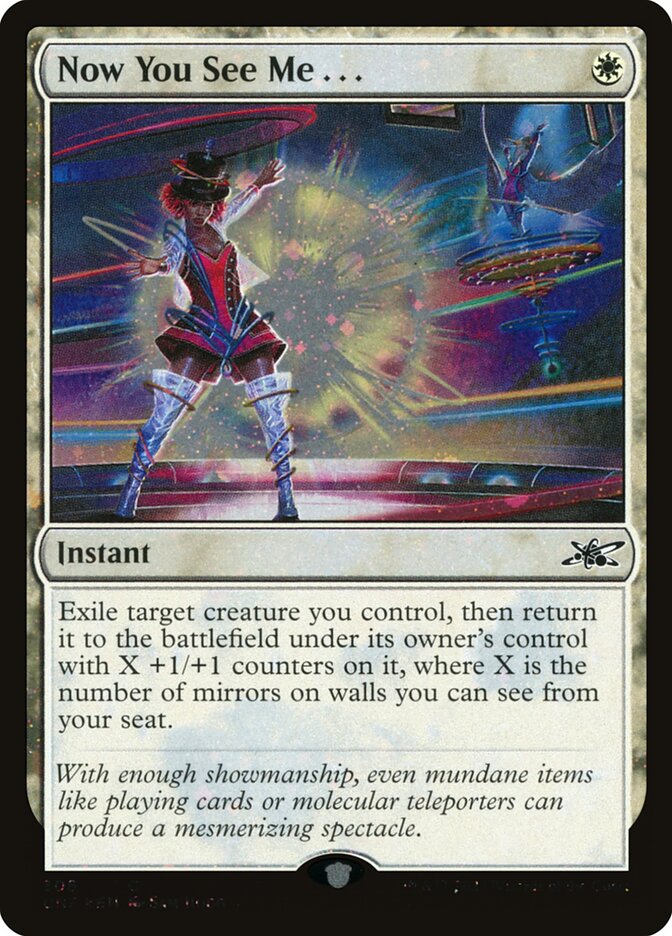 Now You See Me . . .
Instant
Exile target creature you control, then return
it to the battlefield under its owner's control
with X +1/+1 counters on it, where X is the
number of mirrors on walls you can see from
your seat.
With enough showmanship, even mundane items
like playing cards or molecular teleporters can
produce a mesmerizing spectacle.